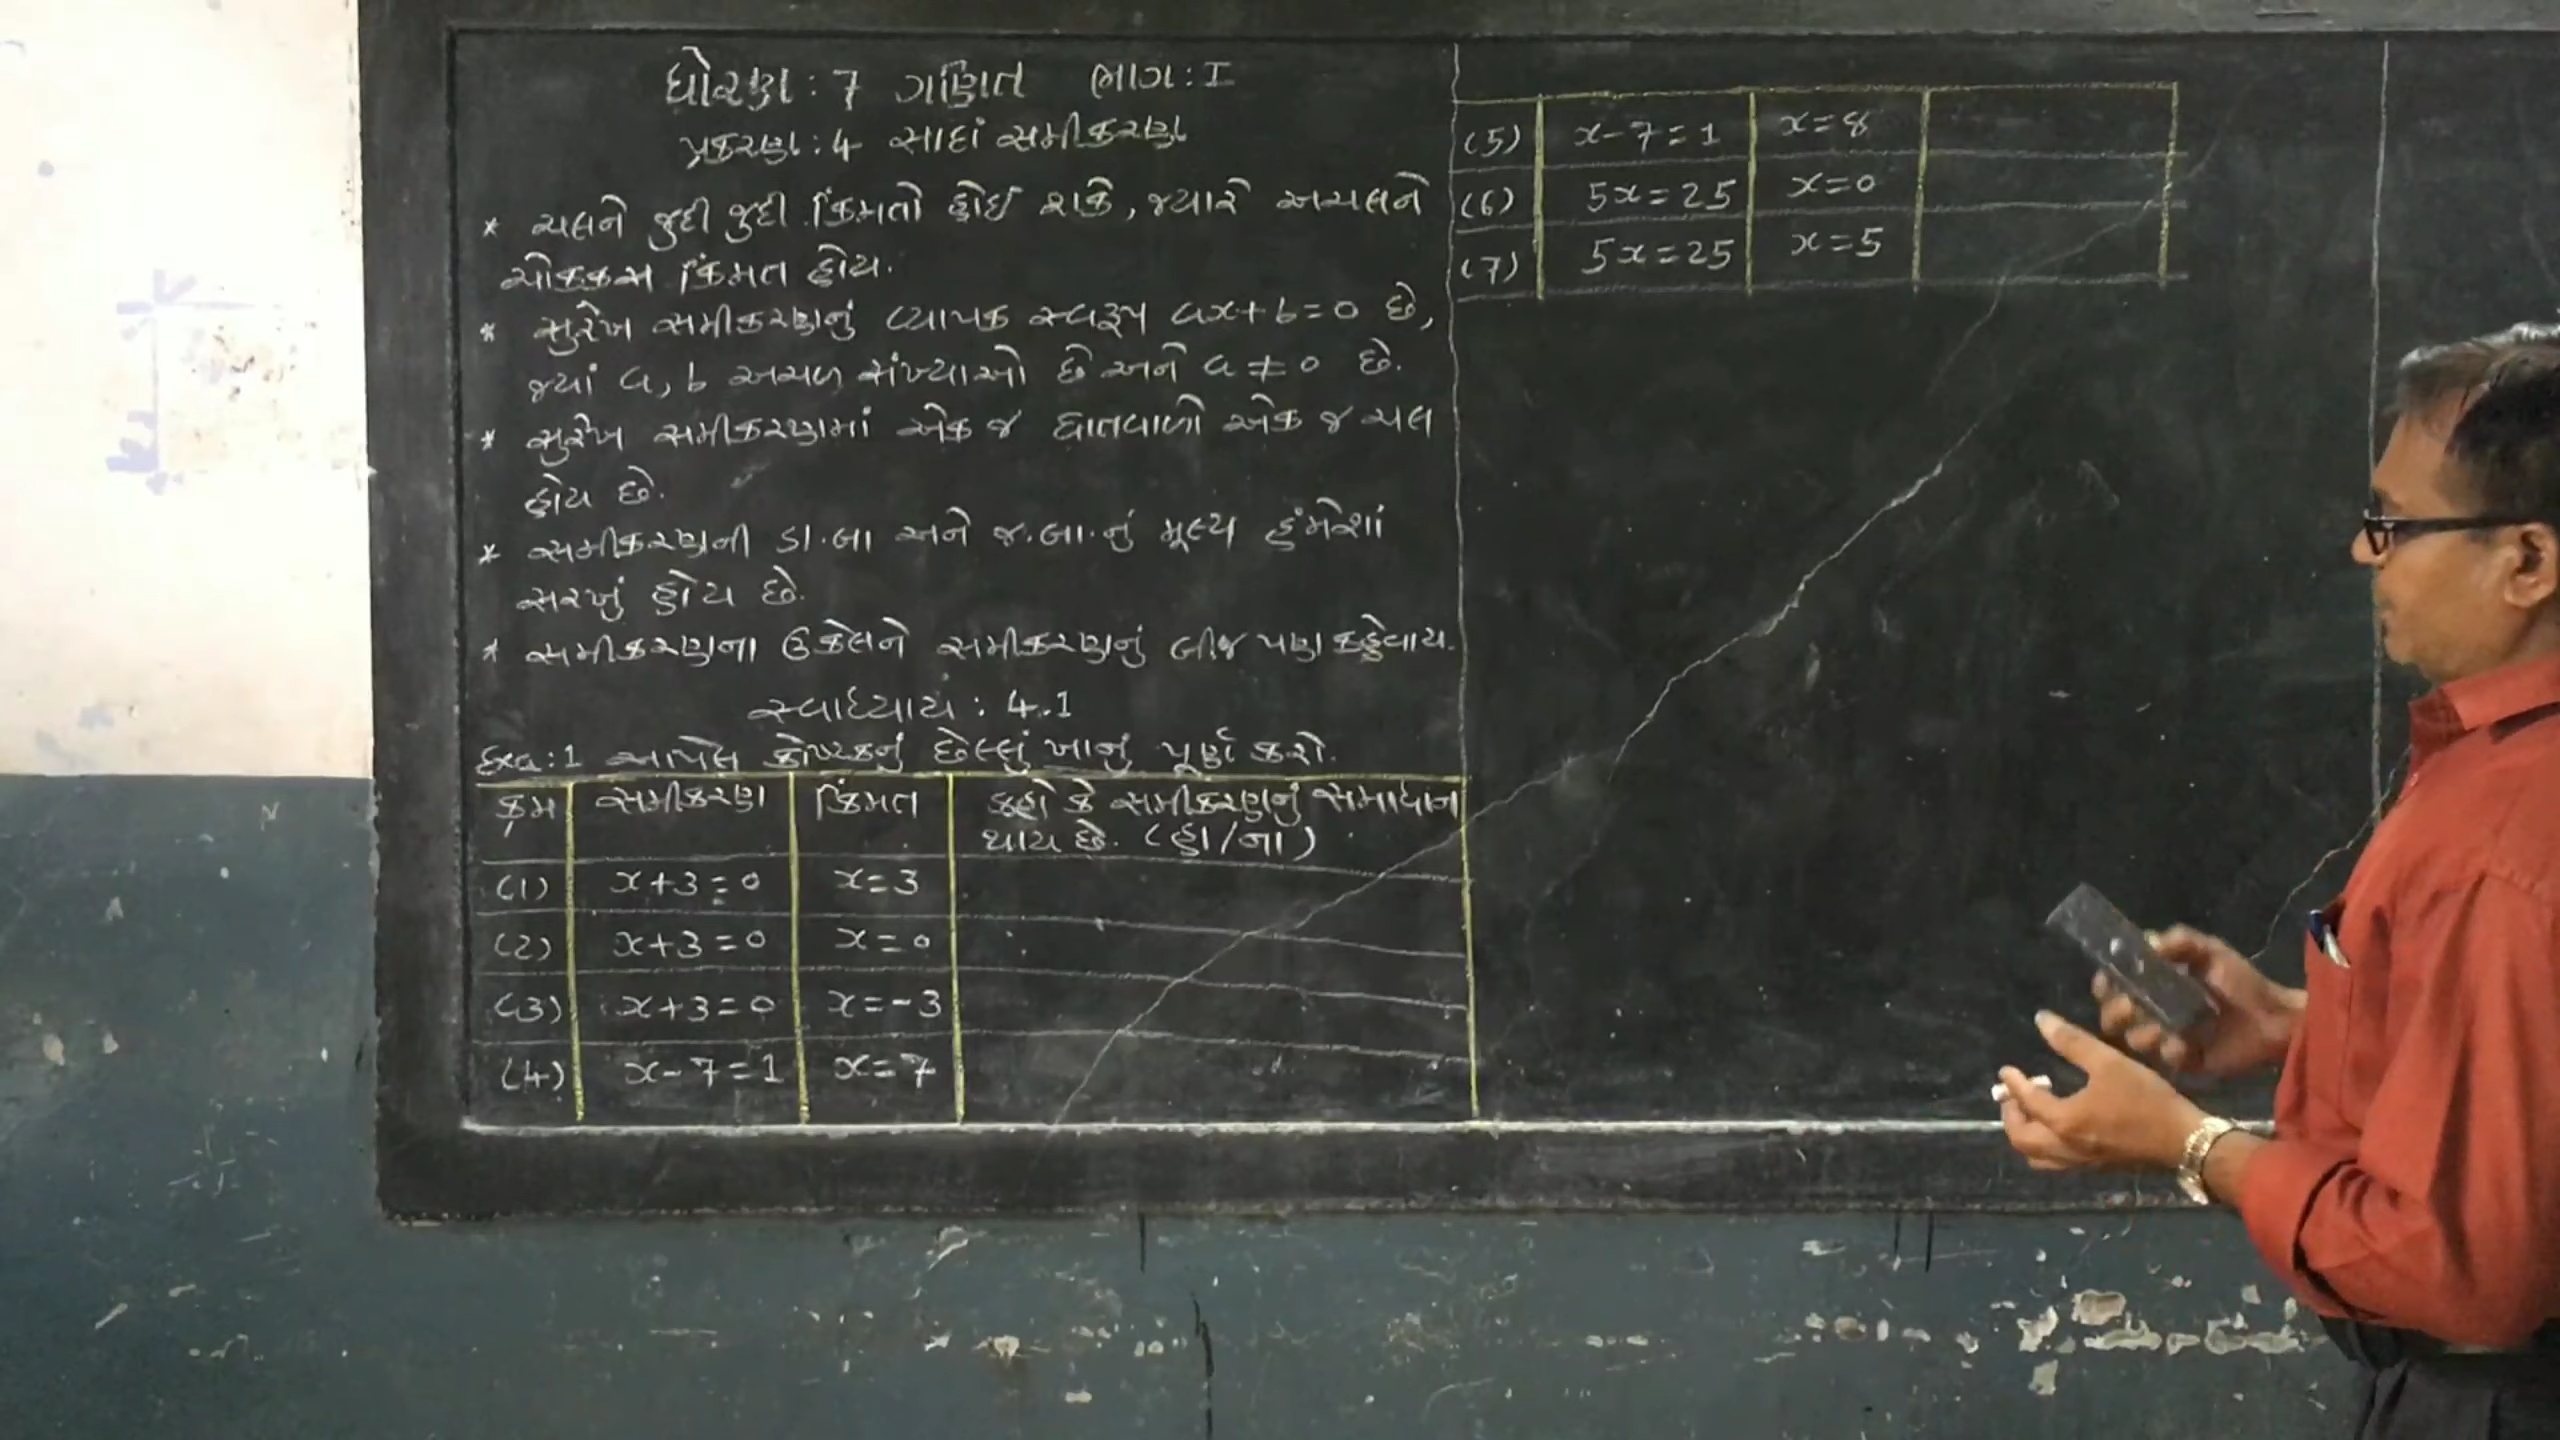 ધોરણ : 7 ગણિત ભાગ : I
પ્રકરણ : 4 સાદાં સમીકરણ
* ચલને જુદી જુદી કિંમતો હોઈ શકે, જ્યારે અચલને
ચોક્કસ કિંમત હોય.
* સુરેખ સમીકરણનું વ્યાપક સ્વરૂપ ax + b = 0 છે,
જ્યાં a, b અચળ સંખ્યાઓ છે અને a ≠ 0 છે.
* સુરેખ સમીકરણમાં એક જ ઘાતવાળો એક જ ચલ
હોય છે.
* સમીકરણની ડા.બા અને જ.બા.નું મૂલ્ય હંમેશાં
સરખું હોય છે.
* સમીકરણના ઉકેલને સમીકરણનું બીજ પણ કહેવાય.
સ્વાધ્યાય : 4.1
દાખલો:1 આપેલ કોષ્ટકનું છેલ્લું ખાનું પૂર્ણ કરો.
ક્રમ સમીકરણ કિંમત કહો કે સમીકરણનું સમાધાન
થાય છે. (હા/ના)
(1) x+3=0 x=3
(2) x+3=0 x=0
(3) x+3=0 x=-3
(4) x-7=1 x=7
(5) x-7=1 x=8
(6) 5x=25 x=0
(7) 5x=25 x=5